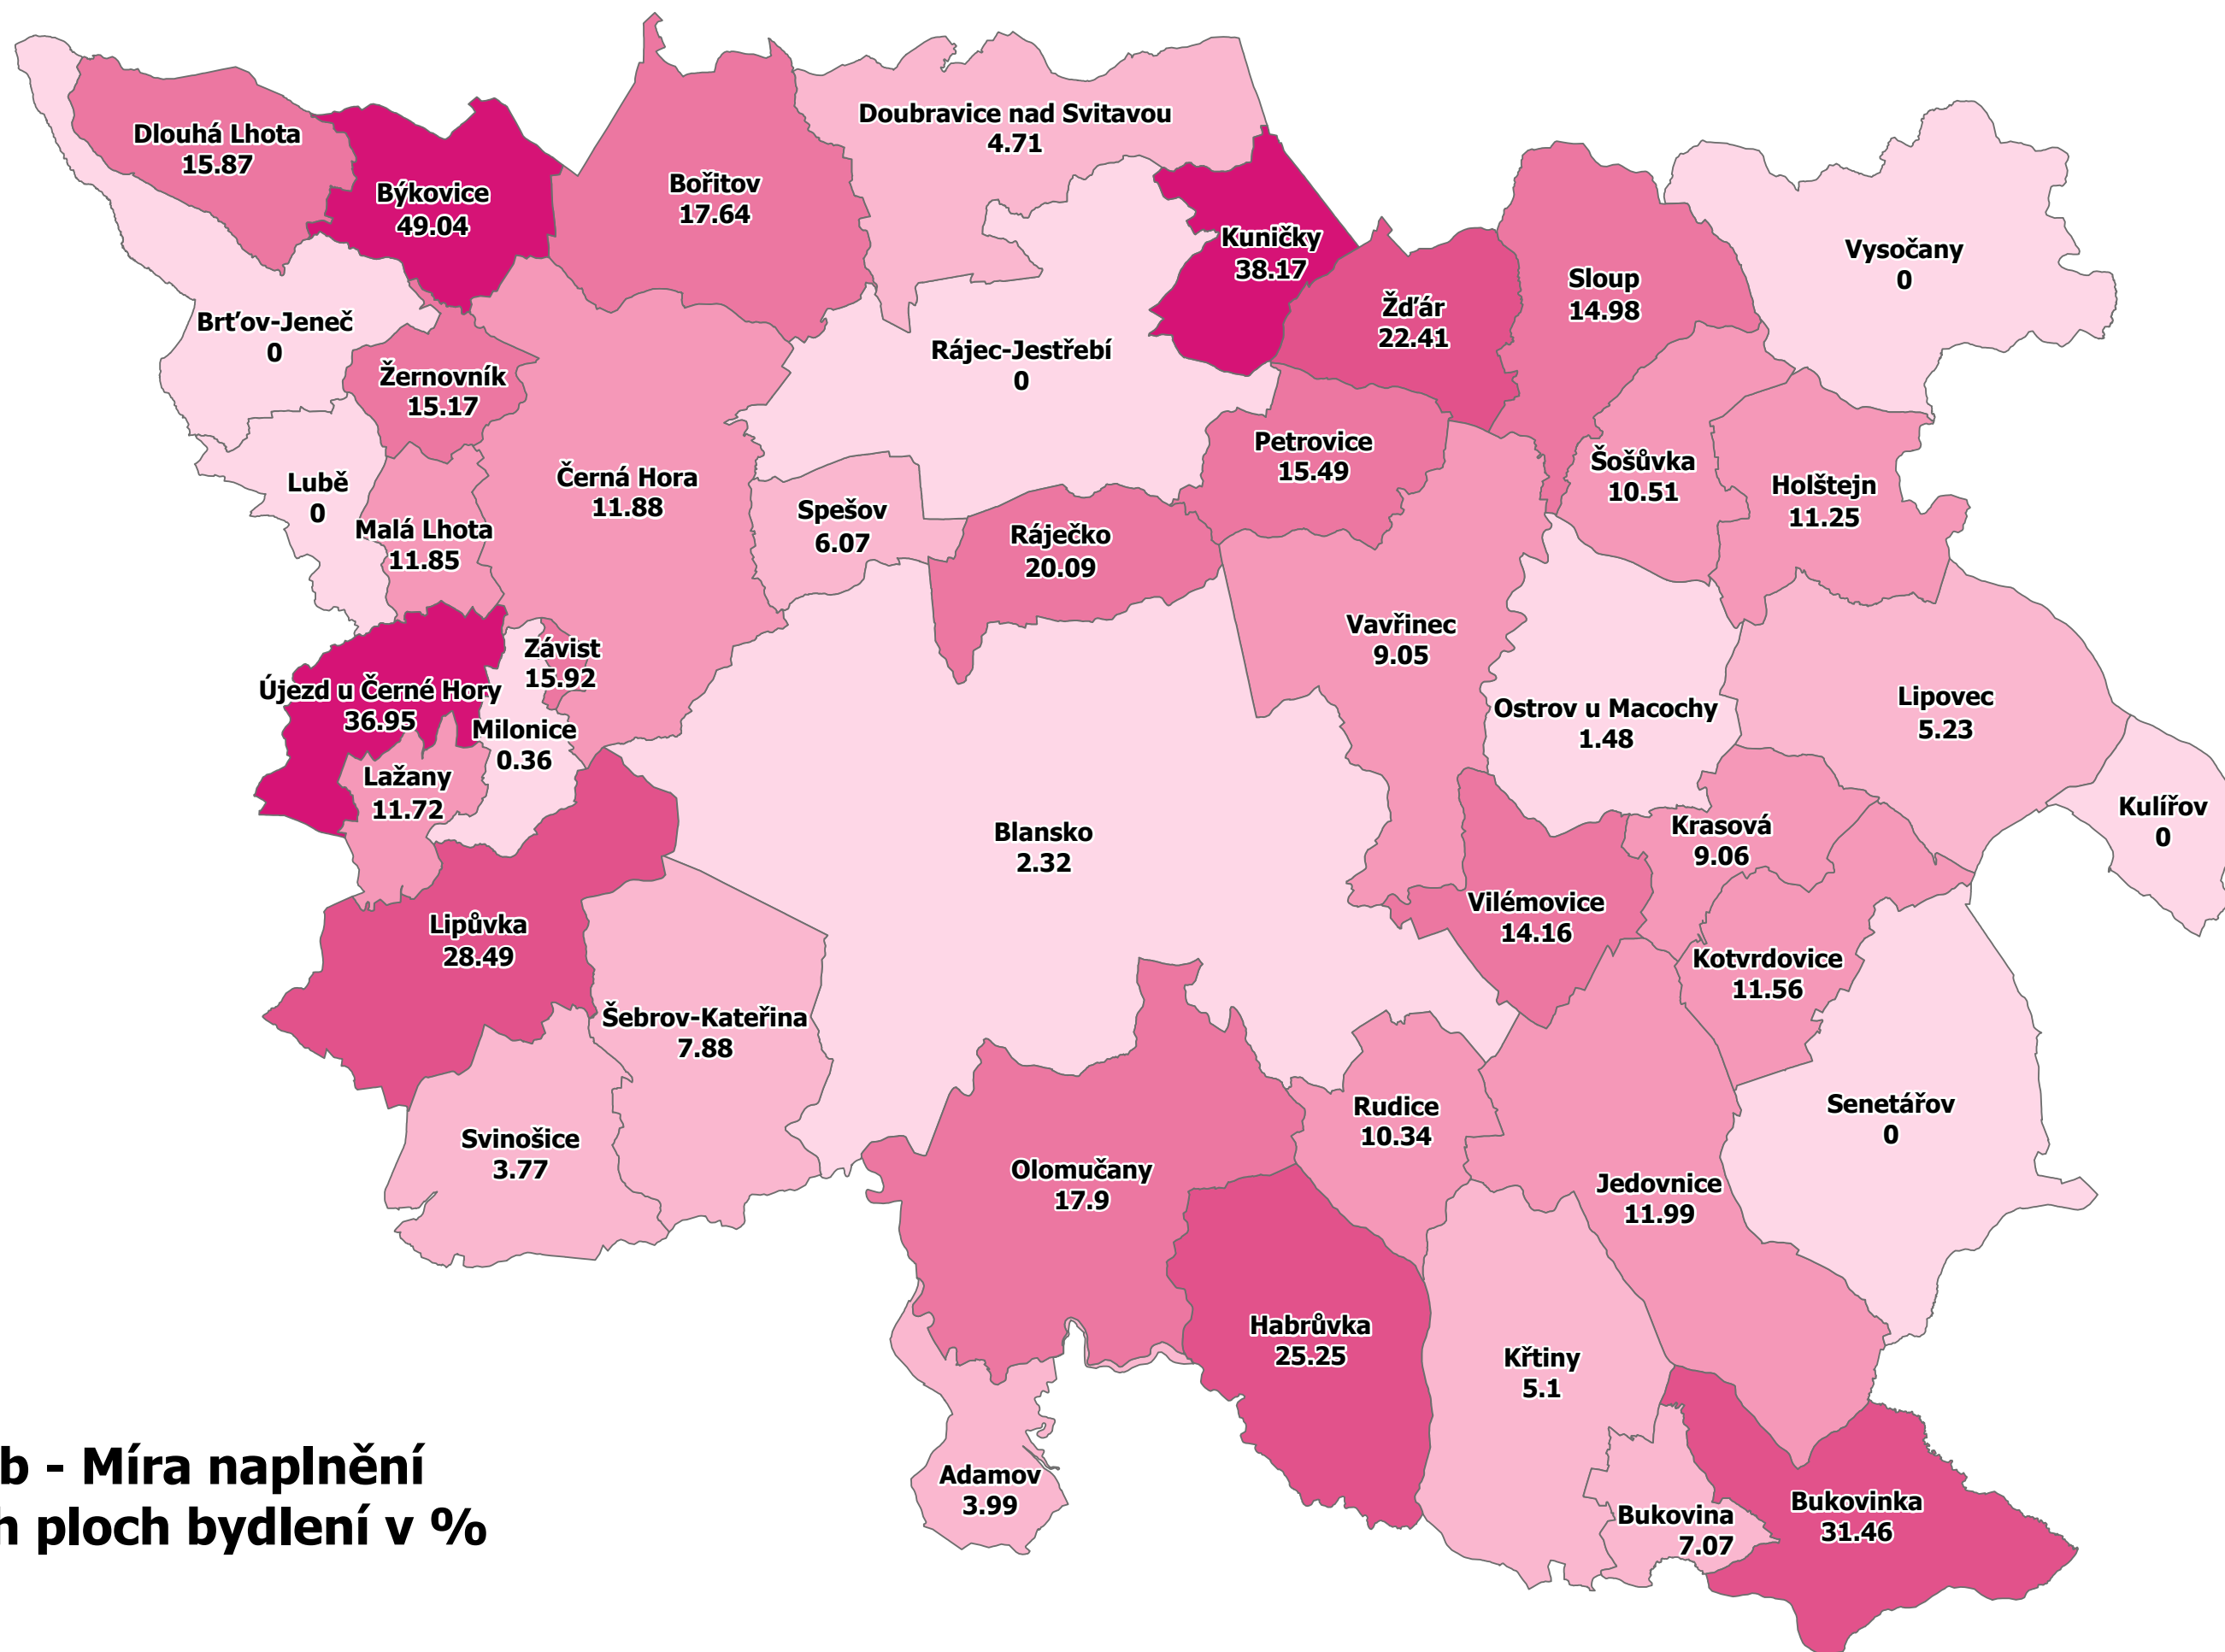 Doubravice nad Svitavou
4.71
Dlouhá Lhota
15.87
Býkovice
49.04
Bořitov
17.64
Kuničky
38.17
Vysočany
0
Sloup
14.98
Žďár
22.41
Brťov-Jeneč
0
Rájec-Jestřebí
0
Žernovník
15.17
Petrovice
15.49
Šošůvka
10.51
Holštejn
11.25
Černá Hora
11.88
Lubě
0
Spešov
6.07
Malá Lhota
11.85
Ráječko
20.09
Vavřinec
9.05
Závist
15.92
Újezd u Černé Hory
36.95
Lipovec
5.23
Ostrov u Macochy
1.48
Milonice
0.36
Lažany
11.72
Kulířov
0
Krasová
9.06
Blansko
2.32
Vilémovice
14.16
Lipůvka
28.49
Kotvrdovice
11.56
Šebrov-Kateřina
7.88
Rudice
10.34
Senetářov
0
Svinošice
3.77
Olomučany
17.9
Jedovnice
11.99
Habrůvka
25.25
Křtiny
5.1
Adamov
3.99
Bukovinka
31.46
Bukovina
7.07
b - Míra naplnění
ploch bydlení v %